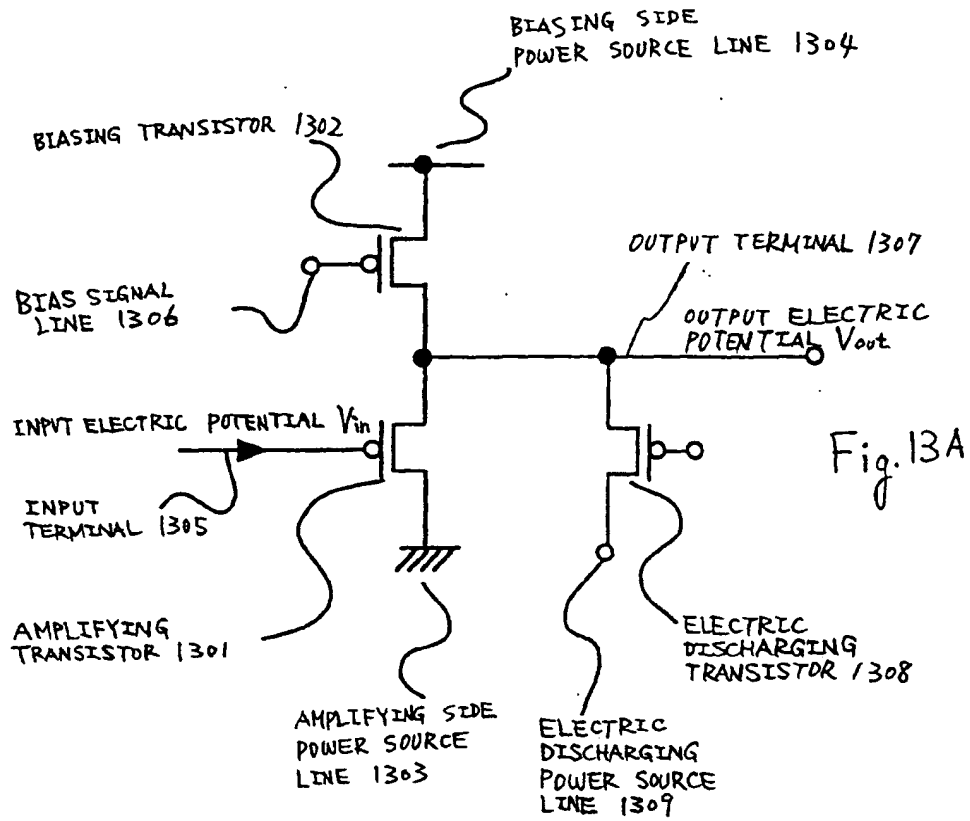 BIASING SIDE
POWER SOURCE LINE 1304
BIASING TRANSISTOR 1302
OUTPUT TERMINAL 1307
BIAS SIGNAL
LINE 1306
OUTPUT ELECTRIC
POTENTIAL Vout
INPUT ELECTRIC POTENTIAL Vin
Fig. 13A
INPUT
TERMINAL 1305
AMPLIFYING
TRANSISTOR 1301
ELECTRIC
DISCHARGING
TRANSISTOR 1308
AMPLIFYING SIDE
POWER SOURCE
LINE 1303
ELECTRIC
DISCHARGING
POWER SOURCE
LINE 1309